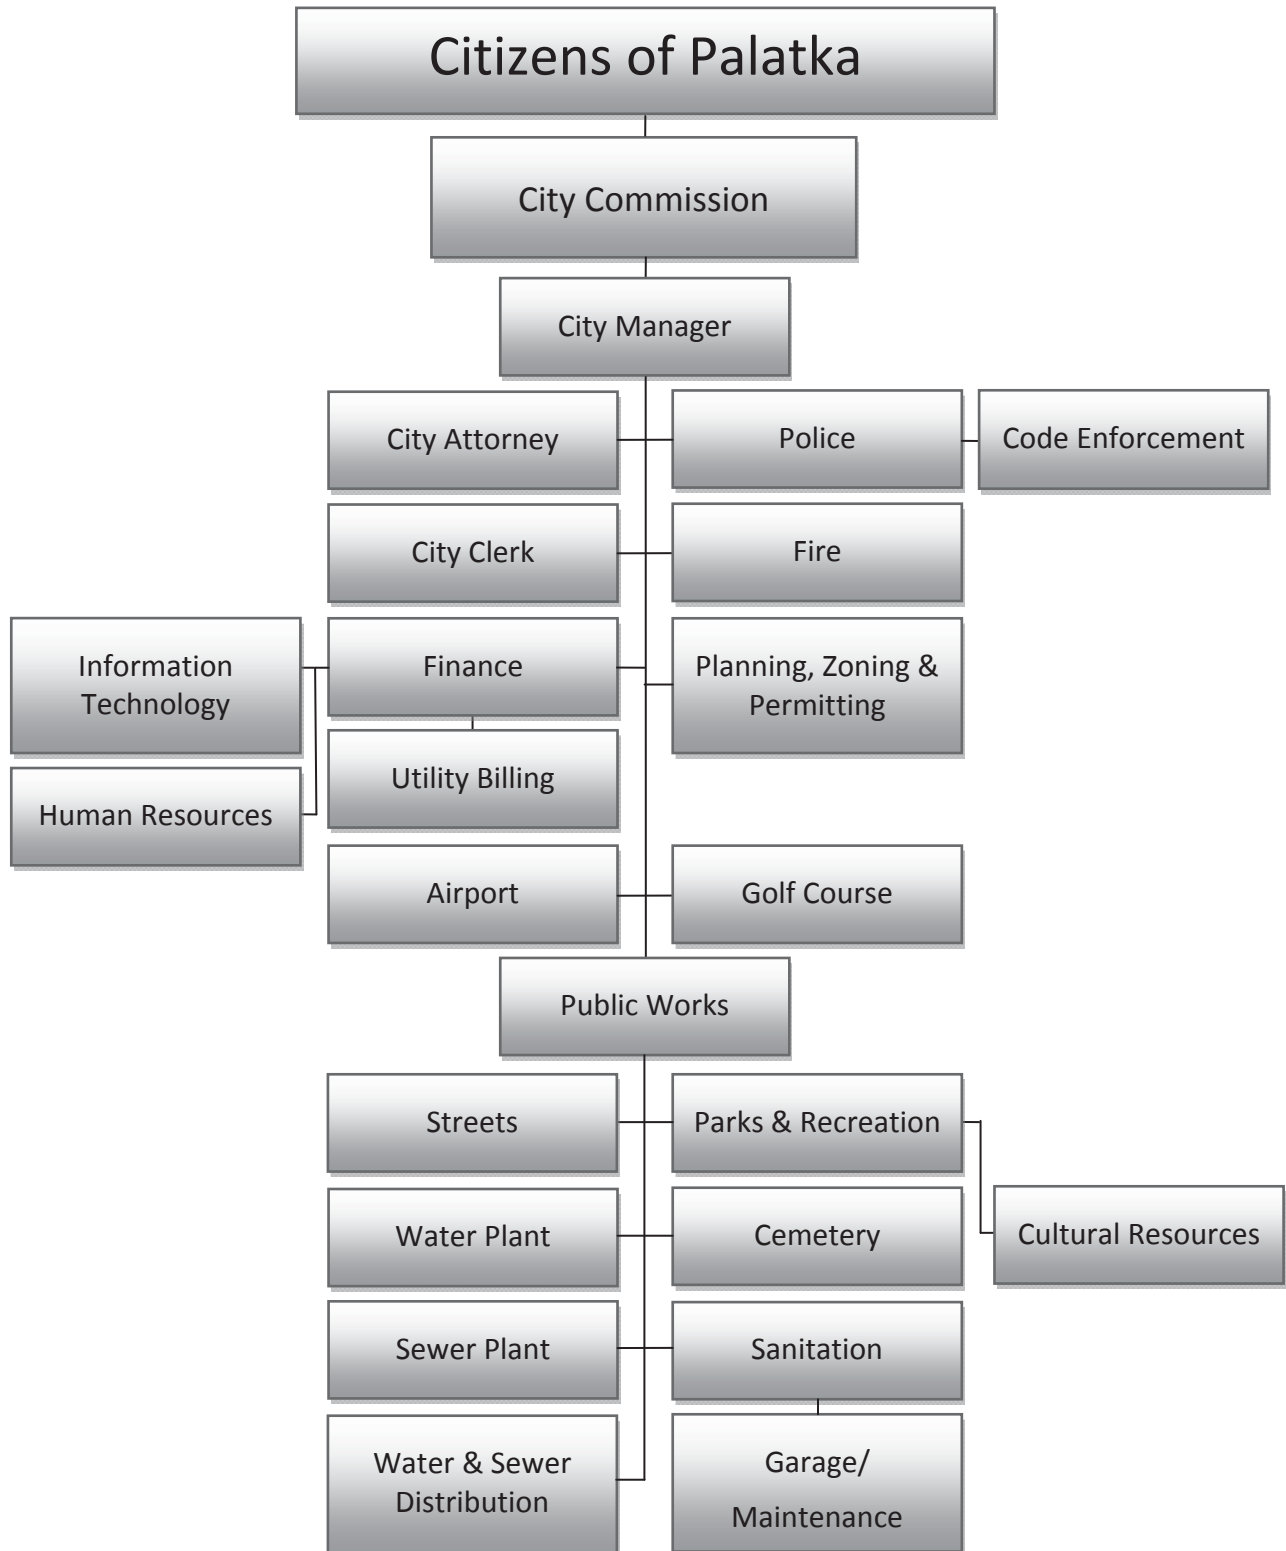 Citizens of Palatka
City Commission
City Manager
City Attorney
Police
Code Enforcement
City Clerk
Fire
Information
Technology
Finance
Planning, Zoning &
Permitting
Utility Billing
Human Resources
Airport
Golf Course
Public Works
Streets
Parks & Recreation
Water Plant
Cemetery
Cultural Resources
Sewer Plant
Sanitation
Water & Sewer
Distribution
Garage/
Maintenance